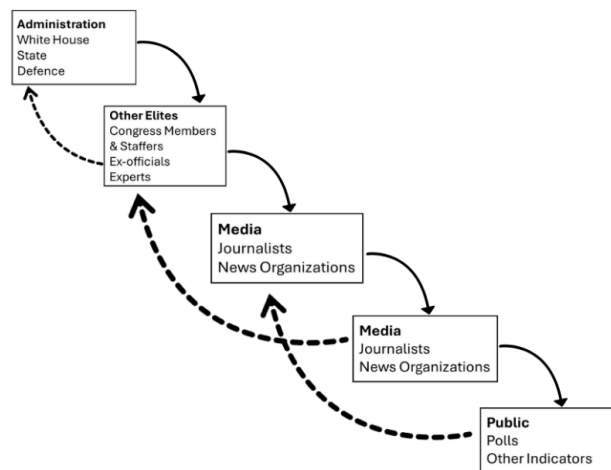 Administration
White House
State
Defence
Other Elites
Congress Members
& Staffers
Ex-officials
Experts
Media
Journalists
News Organizations
Media
Journalists
News Organizations
Public
Polls
Other Indicators